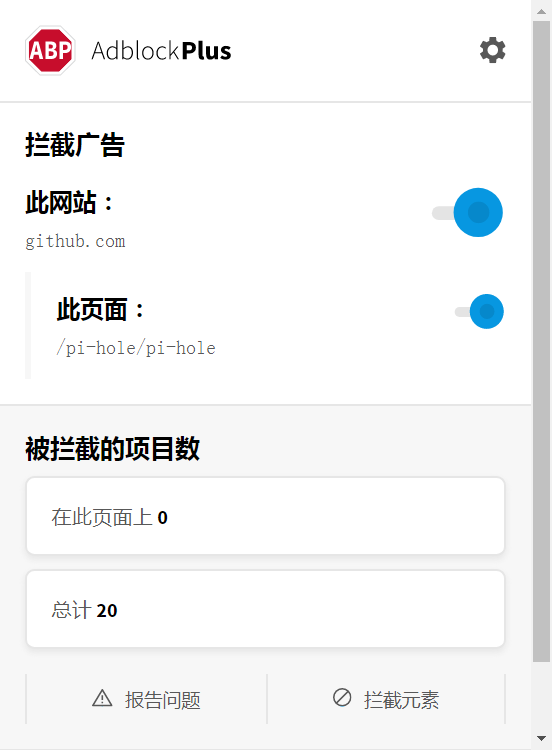 ABP AdblockPlus
拦截广告
此网站：
github.com
此页面：
/pi-hole/pi-hole
被拦截的项目数
在此页面上 0
总计 20
报告问题 拦截元素